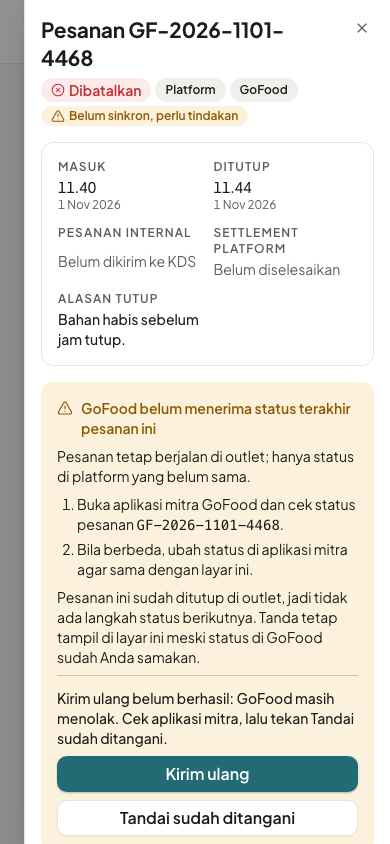 Pesanan GF-2026-1101-
4468
Dibatalkan
Platform
GoFood
Belum sinkron, perlu tindakan
MASUK
11.40
1 Nov 2026
DITUTUP
11.44
1 Nov 2026
PESANAN INTERNAL
Belum dikirim ke KDS
SETTLEMENT
PLATFORM
Belum diselesaikan
ALASAN TUTUP
Bahan habis sebelum
jam tutup.
GoFood belum menerima status terakhir
pesanan ini
Pesanan tetap berjalan di outlet; hanya status
di platform yang belum sama.
1. Buka aplikasi mitra GoFood dan cek status
pesanan GF-2026-1101-4468.
2. Bila berbeda, ubah status di aplikasi mitra
agar sama dengan layar ini.
Pesanan ini sudah ditutup di outlet, jadi tidak
ada langkah status berikutnya. Tanda tetap
tampil di layar ini meski status di GoFood
sudah Anda samakan.
Kirim ulang belum berhasil: GoFood masih
menolak. Cek aplikasi mitra, lalu tekan Tandai
sudah ditangani.
Kirim ulang
Tandai sudah ditangani